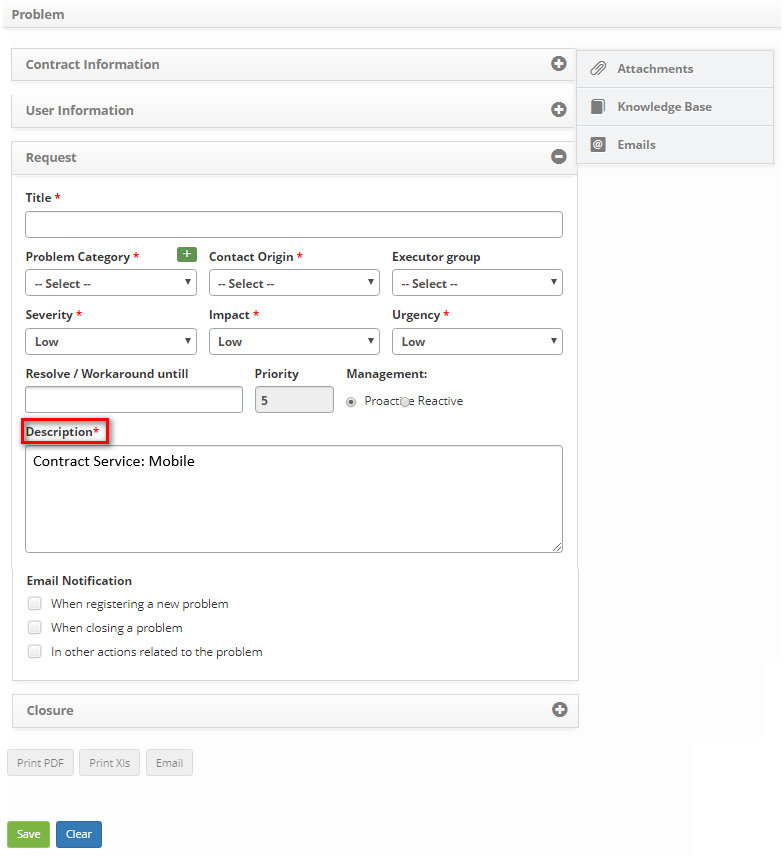 Problem
Contract Information
Attachments
User Information
Knowledge Base
Emails
Request
Title *
Problem Category * Contact Origin * Executor group
-- Select -- -- Select -- -- Select --
Severity * Impact * Urgency *
Low Low Low
Resolve / Workaround untill Priority Management:
5 Proactive Reactive
Description*
Contract Service: Mobile
Email Notification
When registering a new problem
When closing a problem
In other actions related to the problem
Closure
Print PDF Print Xls Email
Save Clear